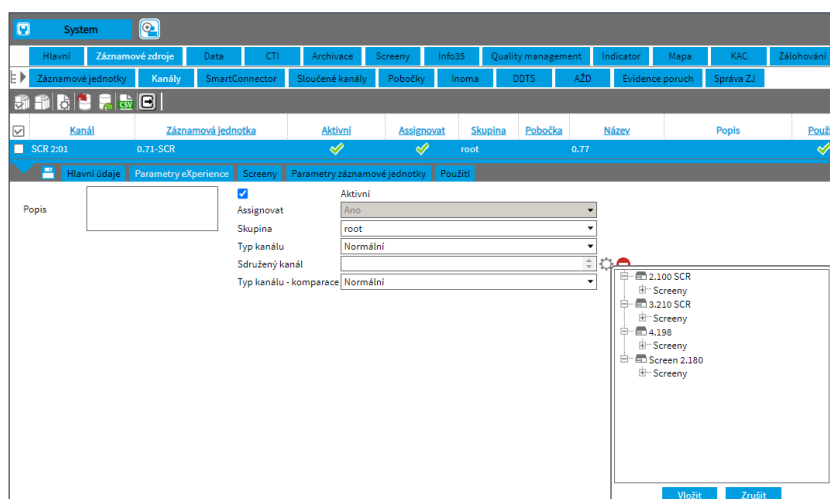 System
Hlavní Záznamové zdroje Data CTI Archivace Screeny Info35 Quality management Indicator Mapa KAC Zálohování
Záznamové jednotky Kanály SmartConnector Sloučené kanály Pobočky Inoma DDTS AŽD Evidence poruch Správa ZJ
CSV
Kanál Záznamová jednotka Aktivní Assignovat Skupina Pobočka Název Popis Použi
SCR 2:01 0.71-SCR root 0.77
Hlavní údaje Parametry eXperience Screeny Parametry záznamové jednotky Použití
Popis
Aktivní
Assignovat Ano
Skupina root
Typ kanálu Normální
Sdružený kanál
Typ kanálu - komparace Normální
2.100 SCR
Screeny
3.210 SCR
Screeny
4.198
Screeny
Screen 2.180
Screeny
Vložit Zrušit